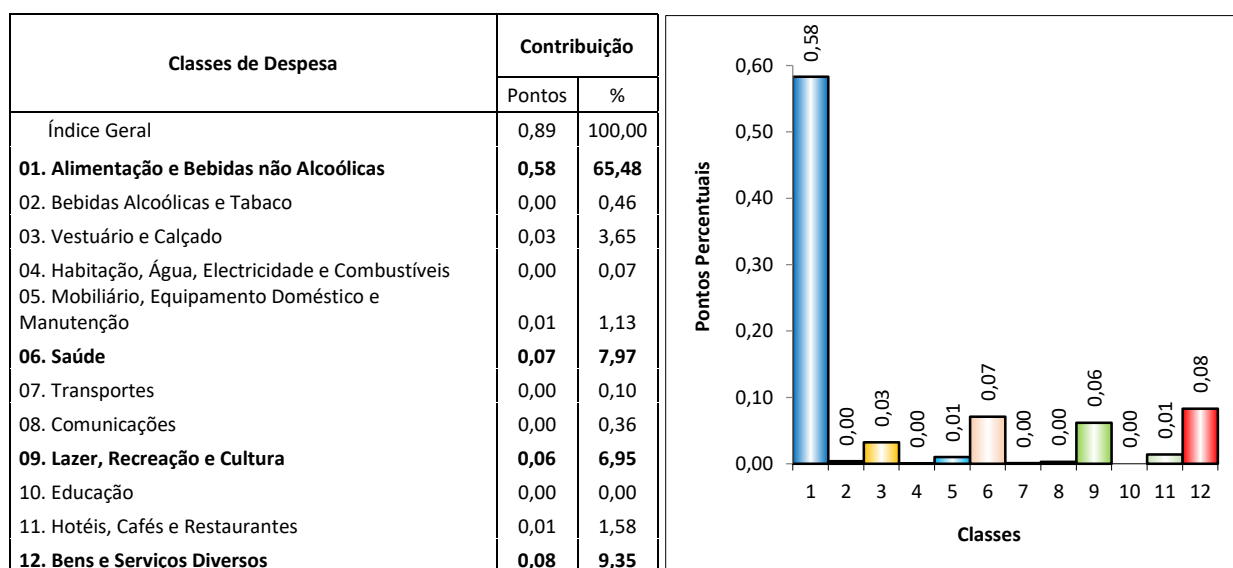 Classes de Despesa
Contribuição
Pontos %
Índice Geral 0,89 100,00
01. Alimentação e Bebidas não Alcoólicas 0,58 65,48
02. Bebidas Alcoólicas e Tabaco 0,00 0,46
03. Vestuário e Calçado 0,03 3,65
04. Habitação, Água, Electricidade e Combustíveis 0,00 0,07
05. Mobiliário, Equipamento Doméstico e
Manutenção 0,01 1,13
06. Saúde 0,07 7,97
07. Transportes 0,00 0,10
08. Comunicações 0,00 0,36
09. Lazer, Recreação e Cultura 0,06 6,95
10. Educação 0,00 0,00
11. Hotéis, Cafés e Restaurantes 0,01 1,58
12. Bens e Serviços Diversos 0,08 9,35
Pontos Percentuais
0,60
0,50
0,40
0,30
0,20
0,10
0,00
0,58 0,00 0,03 0,00 0,01 0,07 0,00 0,00 0,06 0,00 0,01 0,08
1 2 3 4 5 6 7 8 9 10 11 12
Classes